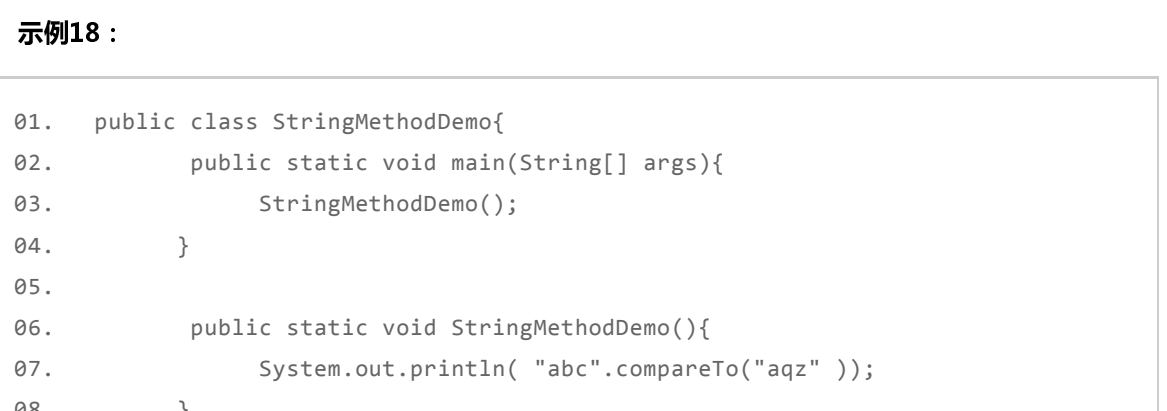 示例18：
01. public class StringMethodDemo{
02. public static void main(String[] args){
03. StringMethodDemo();
04. }
05.
06. public static void StringMethodDemo(){
07. System.out.println( "abc".compareTo("aqz" ));
08. }